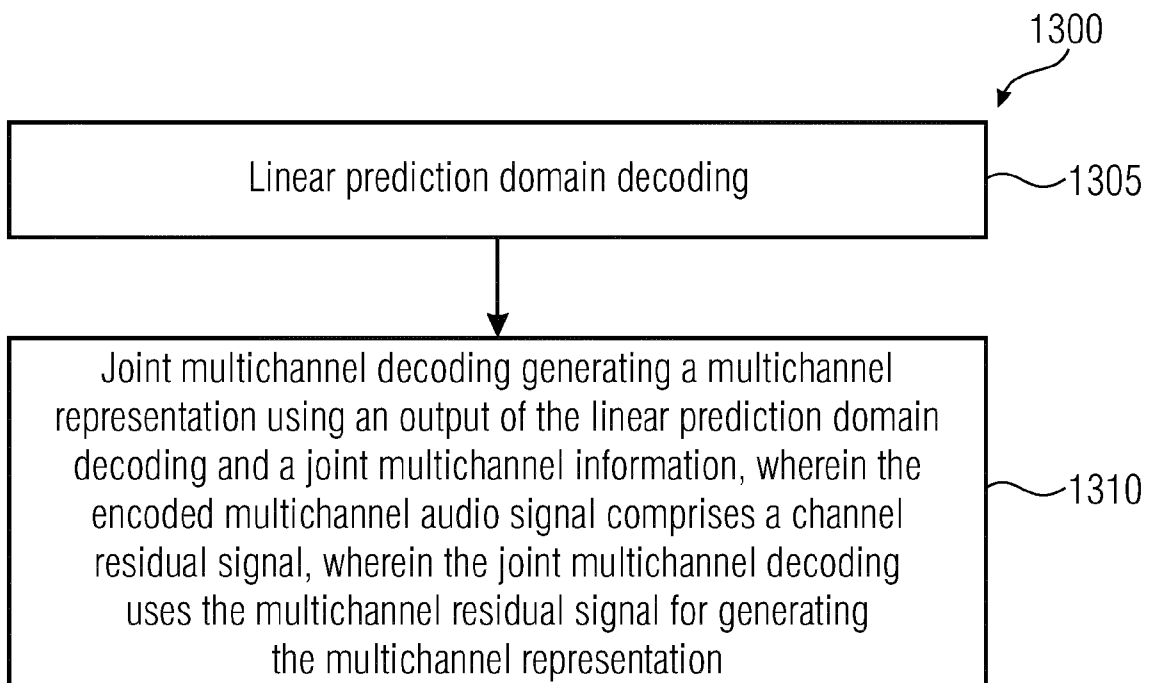 1300
Linear prediction domain decoding
1305
Joint multichannel decoding generating a multichannel
representation using an output of the linear prediction domain
decoding and a joint multichannel information, wherein the
encoded multichannel audio signal comprises a channel
residual signal, wherein the joint multichannel decoding
uses the multichannel residual signal for generating
the multichannel representation
1310